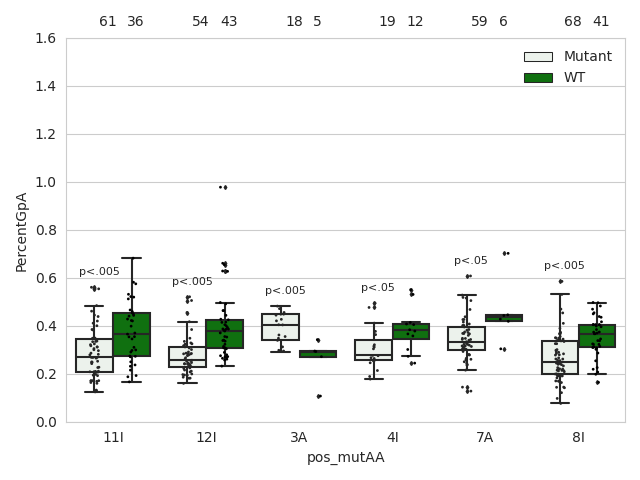 61 36 54 43 18 5 19 12 59 6 68 41
1.6
1.4
1.2
1.0
0.8
0.6
0.4
0.2
0.0
PercentGpA
Mutant
WT
p<.005
p<.005
p<.005
p<.05
p<.05
p<.005
11I 12I 3A 4I 7A 8I
pos_mutAA